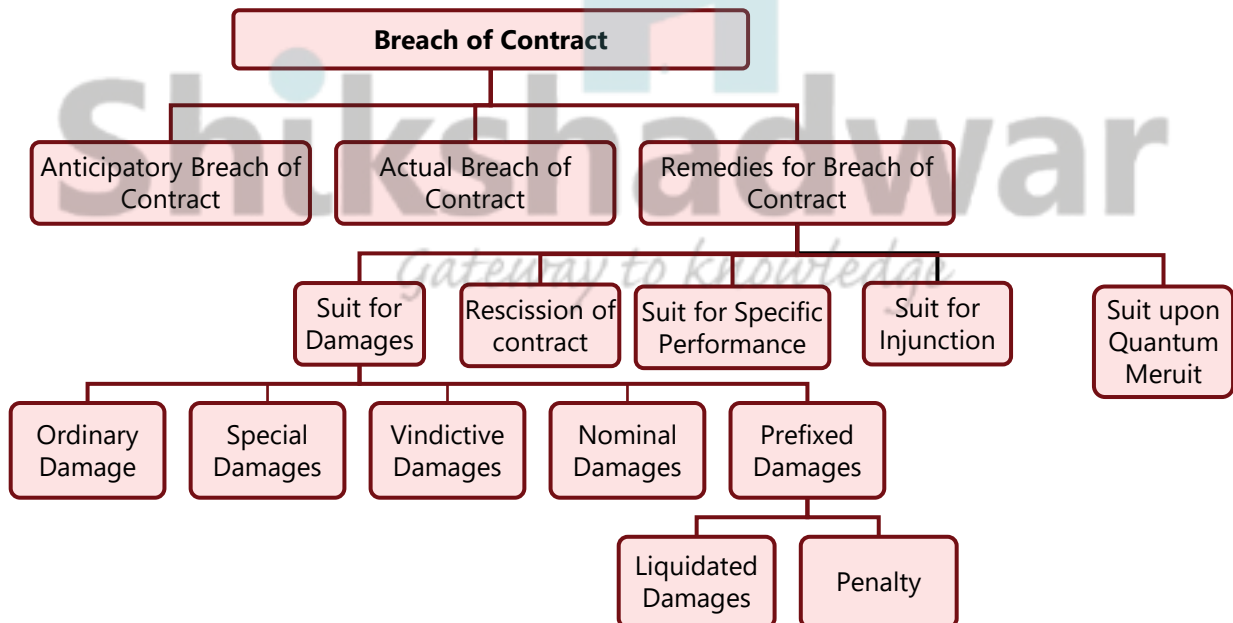 Breach of Contract
Shikshadwar
Gateway to knowledge
Anticipatory Breach of
Contract
Actual Breach of
Contract
Remedies for Breach of
Contract
Suit for
Damages
Rescission of
contract
Suit for Specific
Performance
Suit for
Injunction
Suit upon
Quantum
Meruit
Ordinary
Damage
Special
Damages
Vindictive
Damages
Nominal
Damages
Prefixed
Damages
Liquidated
Damages
Penalty